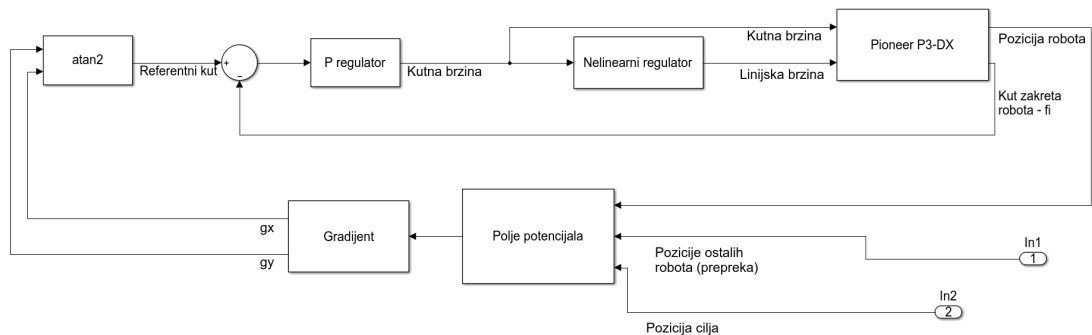 atan2
Referentni kut
+
−
P regulator
Kutna brzina
Nelinearni regulator
Kutna brzina
Linijska brzina
Pioneer P3-DX
Pozicija robota
Kut zakreta
robota - fi
gx
gy
Gradijent
Polje potencijala
Pozicije ostalih
robota (prepreka)
Pozicija cilja
In1
1
In2
2